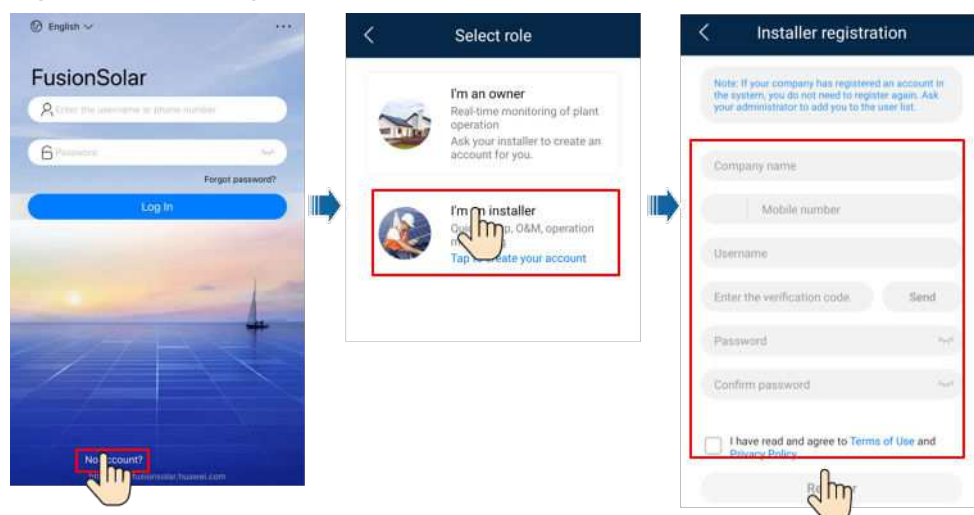 English
FusionSolar
Enter the username or phone number
Password
Forgot password?
Log In
No account?
fusionsolar.huawei.com
Select role
I'm an owner
Real-time monitoring of plant
operation
Ask your installer to create an
account for you.
I'm an installer
O&M, operation
Tap to create your account
Installer registration
Note: If your company has registered an account in
the system, you do not need to register again. Ask
your administrator to add you to the user list.
Company name
Mobile number
Username
Enter the verification code.
Send
Password
Confirm password
I have read and agree to Terms of Use and
Privacy Policy